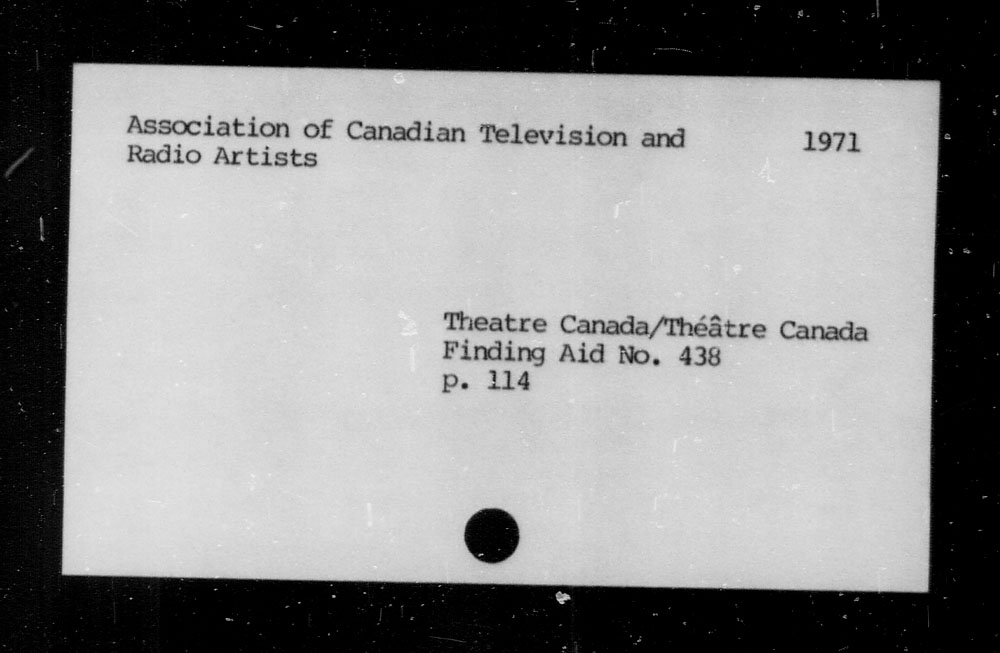 Association of Canadian Television and 1971
Radio Artists
Theatre Canada/Théâtre Canada
Finding Aid No. 438
p. 114